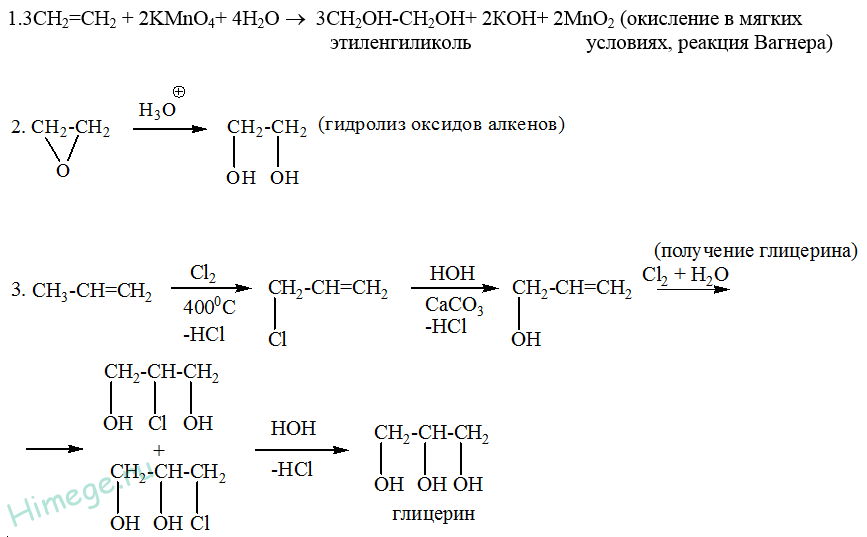 1.3CH₂=CH₂ + 2KMnO₄+ 4H₂O → 3CH₂OH-CH₂OH+ 2KOH+ 2MnO₂ (окисление в мягких
этиленгиликоль условиях, реакция Вагнера)
H₃O⊕
2. CH₂-CH₂ CH₂-CH₂ (гидролиз оксидов алкенов)
O OH OH
(получение глицерина)
Cl₂ HOH Cl₂ + H₂O
3. CH₃-CH=CH₂ CH₂-CH=CH₂ CH₂-CH=CH₂
400⁰C CaCO₃
-HCl Cl -HCl OH
CH₂-CH-CH₂
OH Cl OH
+ HOH CH₂-CH-CH₂
CH₂-CH-CH₂ -HCl
OH OH OH
OH OH Cl глицерин
Himege.ru